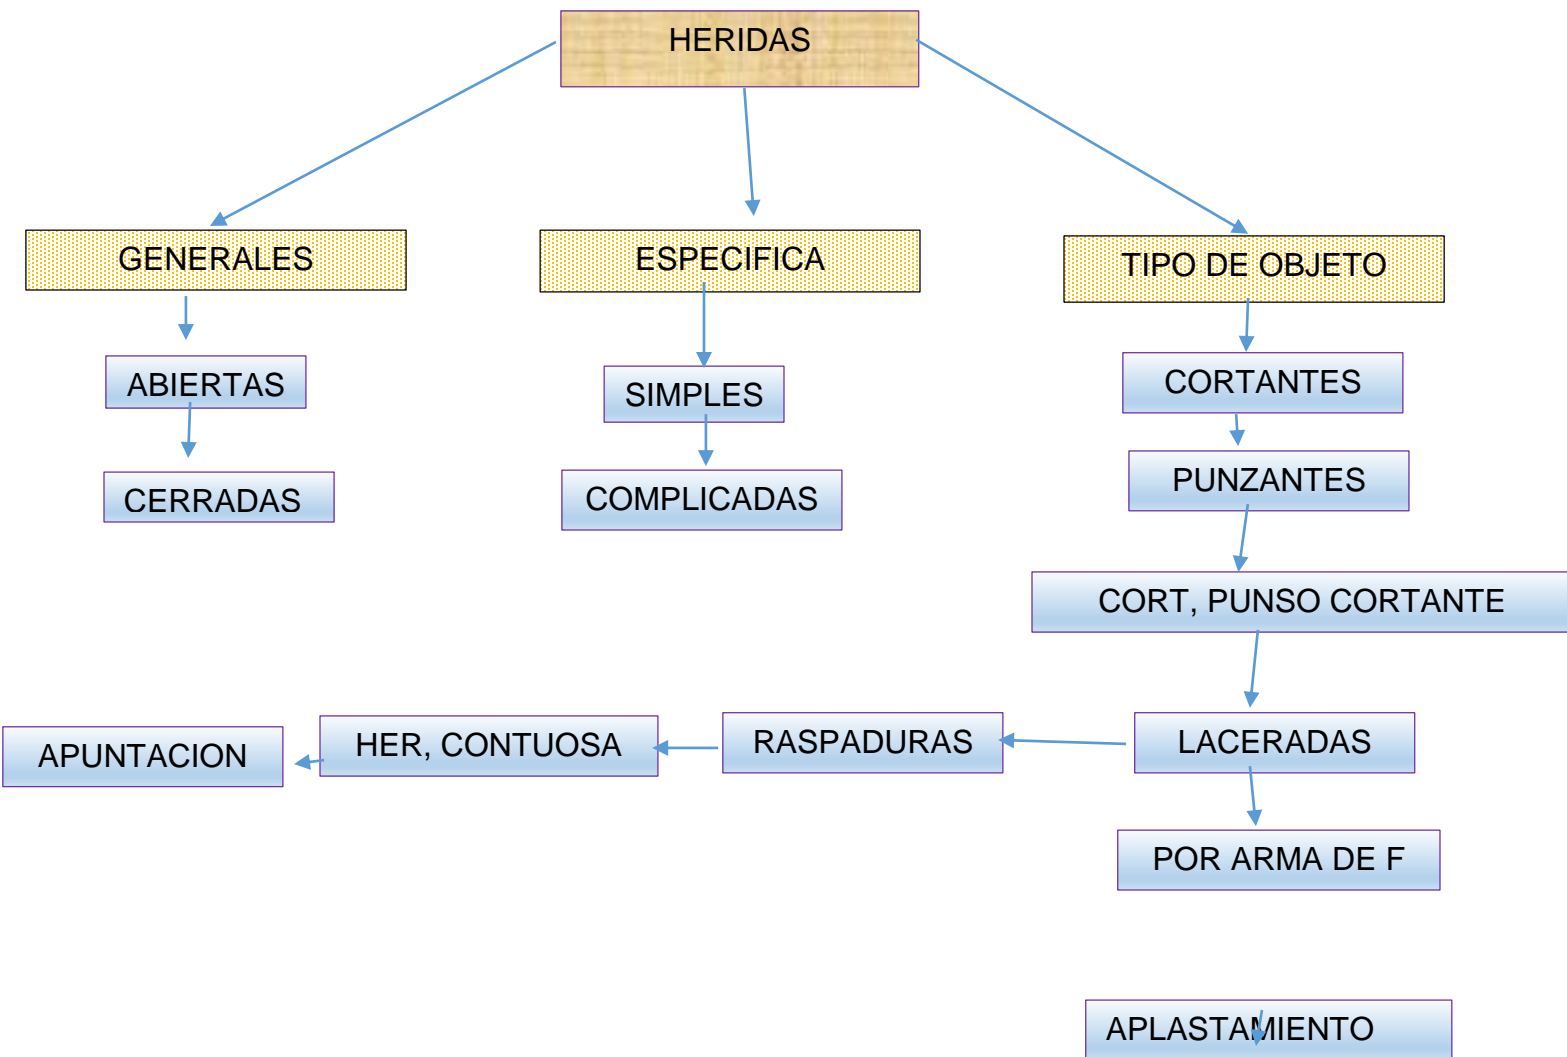 HERIDAS
GENERALES
ESPECIFICA
TIPO DE OBJETO
ABIERTAS
SIMPLES
CORTANTES
CERRADAS
COMPLICADAS
PUNZANTES
CORT, PUNSO CORTANTE
APUNTACION
HER, CONTUOSA
RASPADURAS
LACERADAS
POR ARMA DE F
APLASTAMIENTO